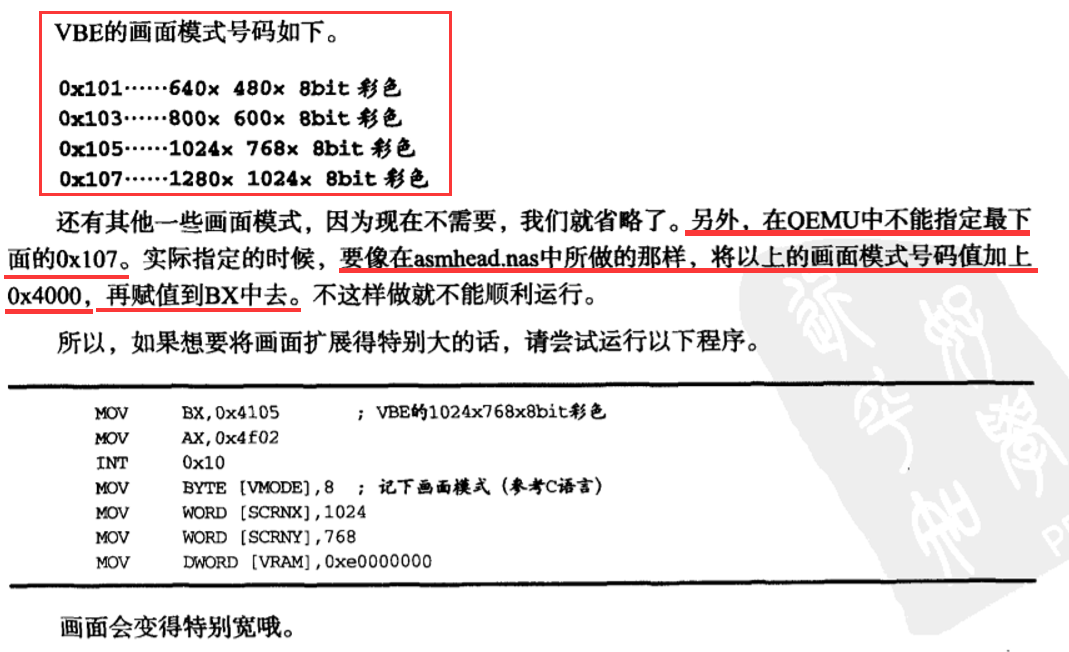 VBE的画面模式号码如下。
0x101······640× 480× 8bit 彩色
0x103······800× 600× 8bit 彩色
0x105······1024× 768× 8bit 彩色
0x107······1280× 1024× 8bit 彩色
还有其他一些画面模式，因为现在不需要，我们就省略了。另外，在QEMU中不能指定最下
面的0x107。实际指定的时候，要像在asmhead.nas中所做的那样，将以上的画面模式号码值加上
0x4000，再赋值到BX中去。不这样做就不能顺利运行。
所以，如果想要将画面扩展得特别大的话，请尝试运行以下程序。
MOV BX,0x4105 ; VBE的1024x768x8bit彩色
MOV AX,0x4f02
INT 0x10
MOV BYTE [VMODE],8 ; 记下画面模式（参考C语言）
MOV WORD [SCRNX],1024
MOV WORD [SCRNY],768
MOV DWORD [VRAM],0xe0000000
画面会变得特别宽哦。